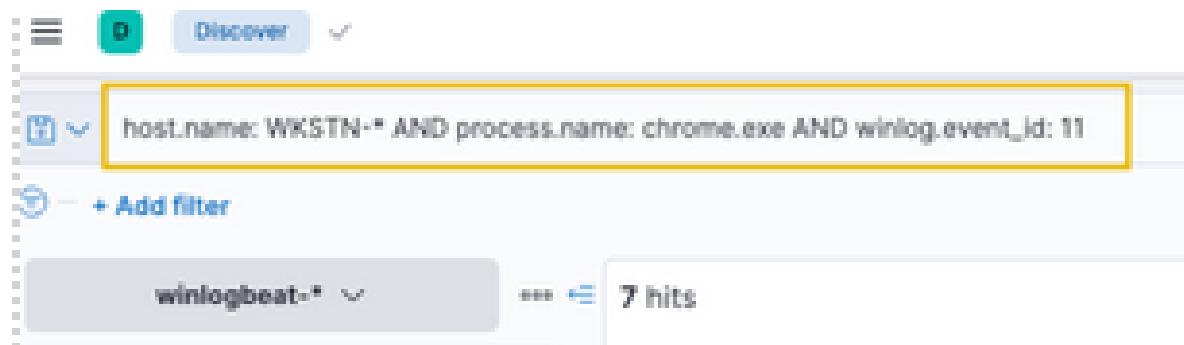 D Discover
host.name: WKSTN-* AND process.name: chrome.exe AND winlog.event_id: 11
+ Add filter
winlogbeat-* 7 hits